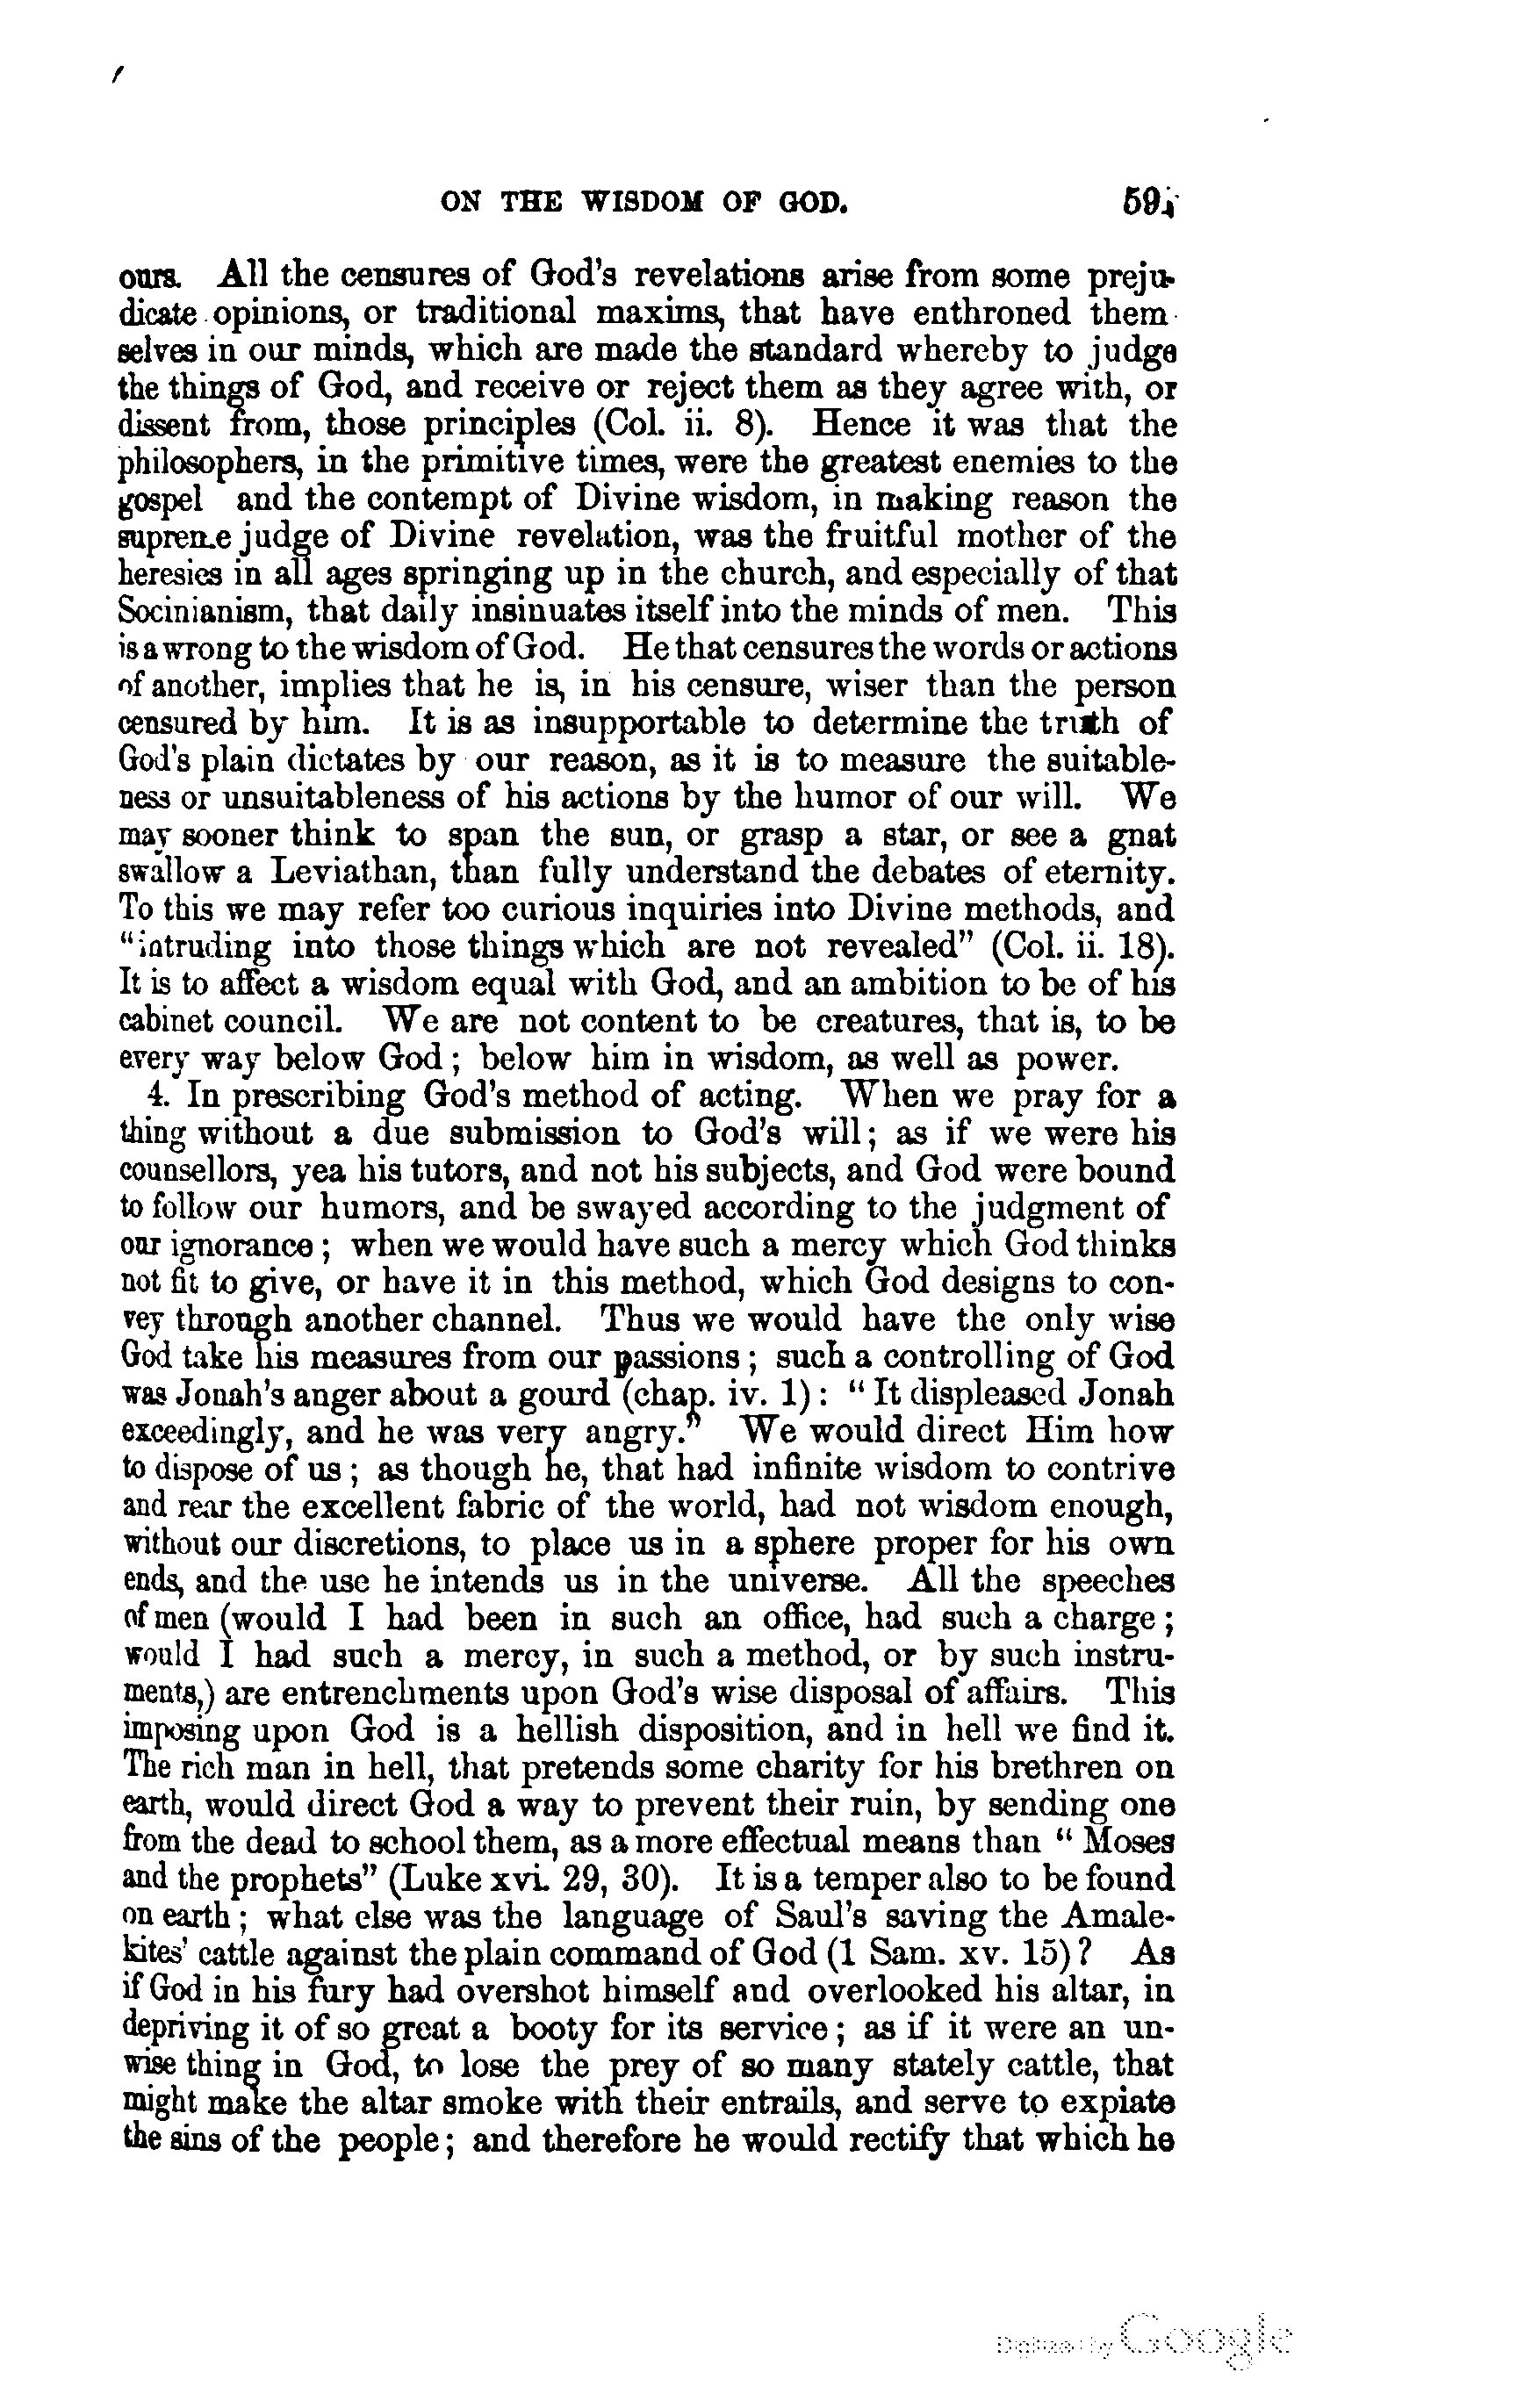 ON THE WISDOM OF GOD. 59
ours. All the censures of God's revelations arise from some preju-
dicate opinions, or traditional maxims, that have enthroned them-
selves in our minds, which are made the standard whereby to judge
the things of God, and receive or reject them as they agree with, or
dissent from, those principles (Col. ii. 8). Hence it was that the
philosophers, in the primitive times, were the greatest enemies to the
gospel and the contempt of Divine wisdom, in making reason the
supreme judge of Divine revelation, was the fruitful mother of the
heresies in all ages springing up in the church, and especially of that
Socinianism, that daily insinuates itself into the minds of men. This
is a wrong to the wisdom of God. He that censures the words or actions
of another, implies that he is, in his censure, wiser than the person
censured by him. It is as insupportable to determine the truth of
God's plain dictates by our reason, as it is to measure the suitable-
ness or unsuitableness of his actions by the humor of our will. We
may sooner think to span the sun, or grasp a star, or see a gnat
swallow a Leviathan, than fully understand the debates of eternity.
To this we may refer too curious inquiries into Divine methods, and
"intruding into those things which are not revealed" (Col. ii. 18).
It is to affect a wisdom equal with God, and an ambition to be of his
cabinet council. We are not content to be creatures, that is, to be
every way below God; below him in wisdom, as well as power.
4. In prescribing God's method of acting. When we pray for a
thing without a due submission to God's will; as if we were his
counsellors, yea his tutors, and not his subjects, and God were bound
to follow our humors, and be swayed according to the judgment of
our ignorance; when we would have such a mercy which God thinks
not fit to give, or have it in this method, which God designs to con-
vey through another channel. Thus we would have the only wise
God take his measures from our passions; such a controlling of God
was Jonah's anger about a gourd (chap. iv. 1): "It displeased Jonah
exceedingly, and he was very angry." We would direct Him how
to dispose of us; as though he, that had infinite wisdom to contrive
and rear the excellent fabric of the world, had not wisdom enough,
without our discretions, to place us in a sphere proper for his own
ends, and the use he intends us in the universe. All the speeches
of men (would I had been in such an office, had such a charge;
would I had such a mercy, in such a method, or by such instru-
ments,) are entrenchments upon God's wise disposal of affairs. This
imposing upon God is a hellish disposition, and in hell we find it.
The rich man in hell, that pretends some charity for his brethren on
earth, would direct God a way to prevent their ruin, by sending one
from the dead to school them, as a more effectual means than "Moses
and the prophets" (Luke xvi. 29, 30). It is a temper also to be found
on earth; what else was the language of Saul's saving the Amale-
kites' cattle against the plain command of God (1 Sam. xv. 15)? As
if God in his fury had overshot himself and overlooked his altar, in
depriving it of so great a booty for its service; as if it were an un-
wise thing in God, to lose the prey of so many stately cattle, that
might make the altar smoke with their entrails, and serve to expiate
the sins of the people; and therefore he would rectify that which he
Digitized by Google